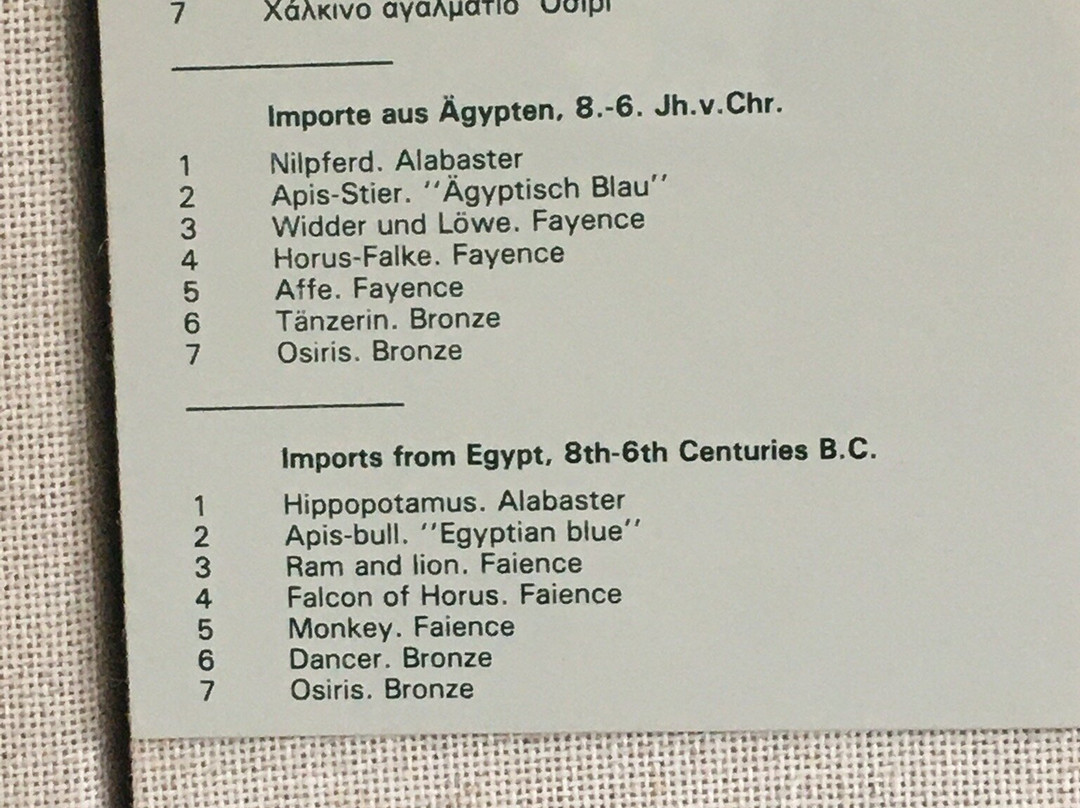 7 Χάλκινο αγαλμάτιο Όσιρι
Importe aus Ägypten, 8.-6. Jh.v.Chr.
1 Nilpferd. Alabaster
2 Apis-Stier. ''Ägyptisch Blau''
3 Widder und Löwe. Fayence
4 Horus-Falke. Fayence
5 Affe. Fayence
6 Tänzerin. Bronze
7 Osiris. Bronze
Imports from Egypt, 8th-6th Centuries B.C.
1 Hippopotamus. Alabaster
2 Apis-bull. ''Egyptian blue''
3 Ram and lion. Faience
4 Falcon of Horus. Faience
5 Monkey. Faience
6 Dancer. Bronze
7 Osiris. Bronze